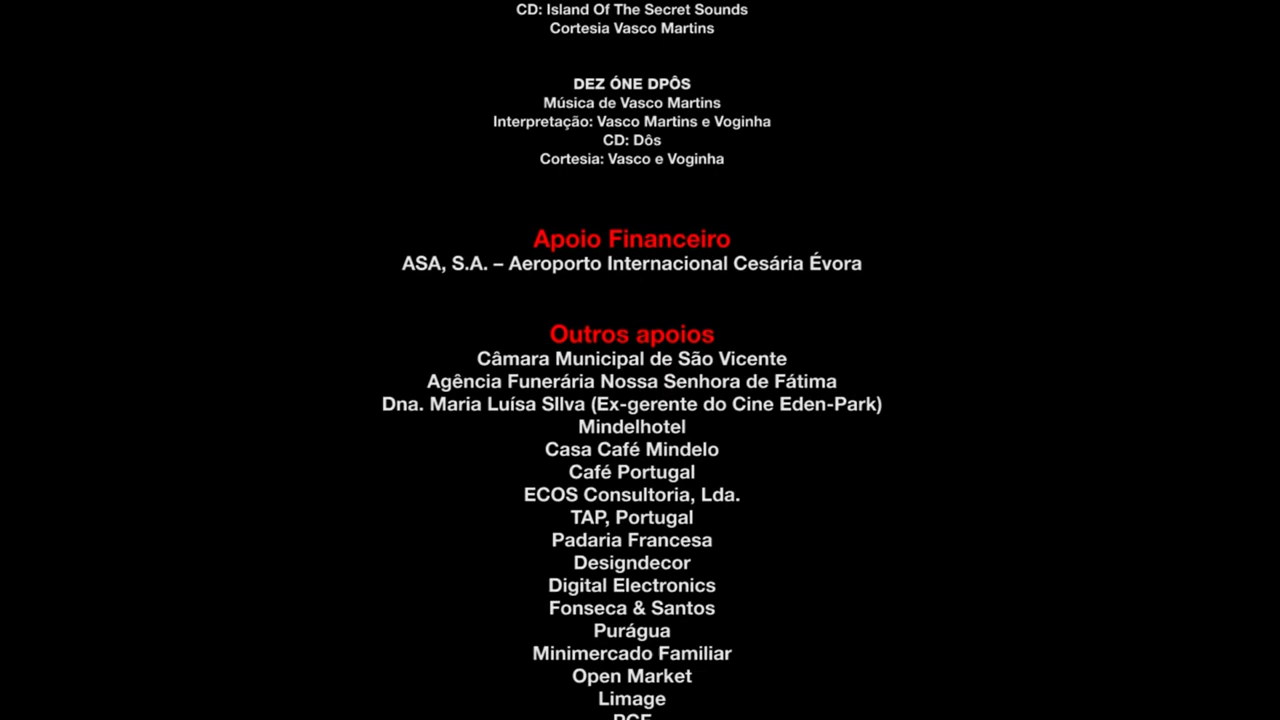 CD: Island Of The Secret Sounds
Cortesia Vasco Martins
DEZ ÓNE DPÔS
Música de Vasco Martins
Interpretação: Vasco Martins e Voginha
CD: Dôs
Cortesia: Vasco e Voginha
Apoio Financeiro
ASA, S.A. – Aeroporto Internacional Cesária Évora
Outros apoios
Câmara Municipal de São Vicente
Agência Funerária Nossa Senhora de Fátima
Dna. Maria Luísa SIlva (Ex-gerente do Cine Eden-Park)
Mindelhotel
Casa Café Mindelo
Café Portugal
ECOS Consultoria, Lda.
TAP, Portugal
Padaria Francesa
Designdecor
Digital Electronics
Fonseca & Santos
Purágua
Minimercado Familiar
Open Market
Limage